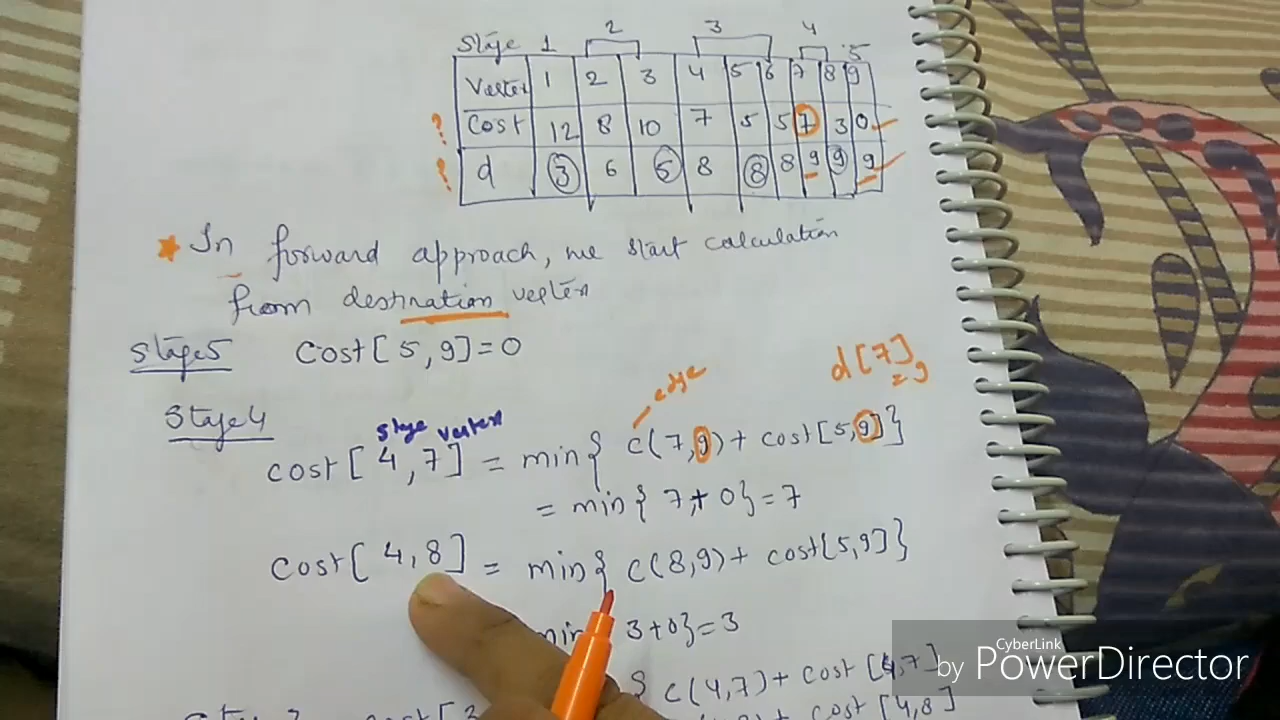 2 3 4
Stage 1 5
Vertex 1 2 3 4 5 6 7 8 9
? Cost 12 8 10 7 5 5 7 3 0
? d 3 6 5 8 8 8 9 9 9
In forward approach, we start calculation
from destination vertex
Stage5 Cost[5,9]=0
edge d[7]
=9
Stage4
stage vertex
cost[4,7] = min{ c(7,9)+ cost[5,9]}
= min{ 7+0}=7
Cost[4,8] = min{ c(8,9)+ cost[5,9]}
min 3+0}=3
c(4,7)+ cost[4,7]
cost[4,8]
CyberLink
by PowerDirector